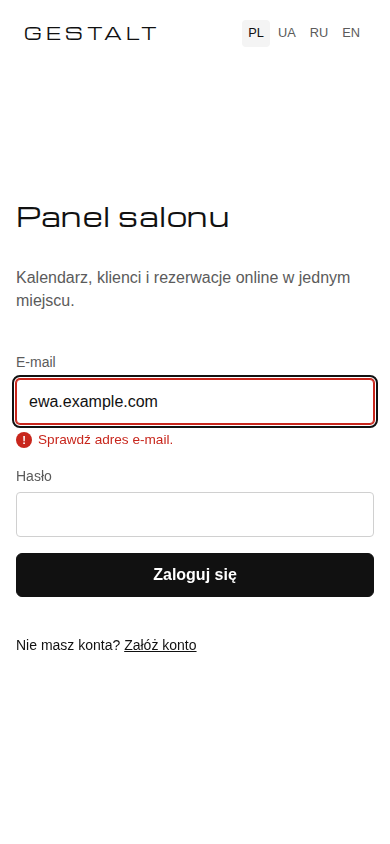 GESTALT
PL UA RU EN
Panel salonu
Kalendarz, klienci i rezerwacje online w jednym
miejscu.
E-mail
ewa.example.com
! Sprawdź adres e-mail.
Hasło
Zaloguj się
Nie masz konta? Załóż konto